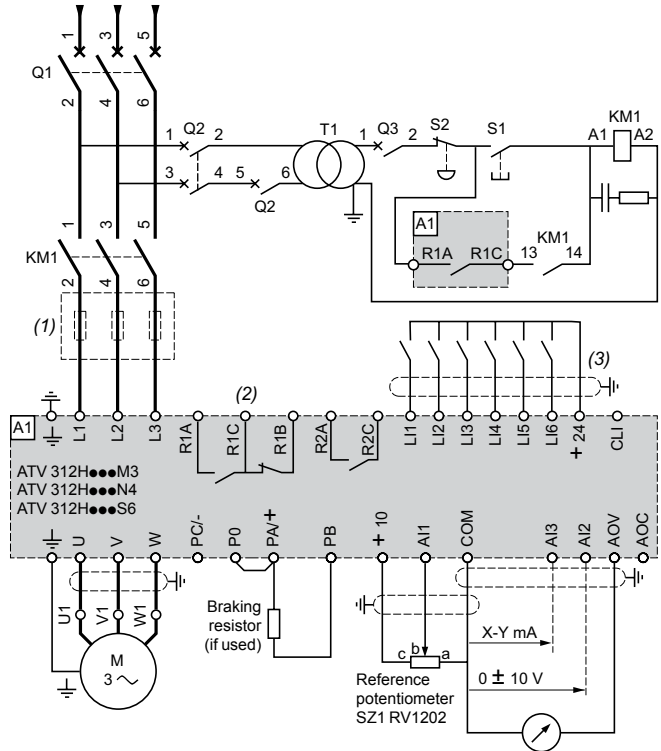 1 3 5
Q1
2 4 6
1 Q2 2
3 4 5 6
Q2
T1
1 Q3 2
S2
S1
KM1
A1 A2
A1
R1A R1C
13 KM1 14
1 3 5
KM1
2 4 6
(1)
(2)
(3)
A1
L1 L2 L3 R1A R1C R1B R2A R2C LI1 LI2 LI3 LI4 LI5 LI6 + 24 CLI
ATV 312H●●●M3
ATV 312H●●●N4
ATV 312H●●●S6
U V W PC/- P0 PA/+ PB + 10 AI1 COM AI3 AI2 AOV AOC
U1 V1 W1
M
3
Braking
resistor
(if used)
c b a
Reference
potentiometer
SZ1 RV1202
X-Y mA
0 ± 10 V